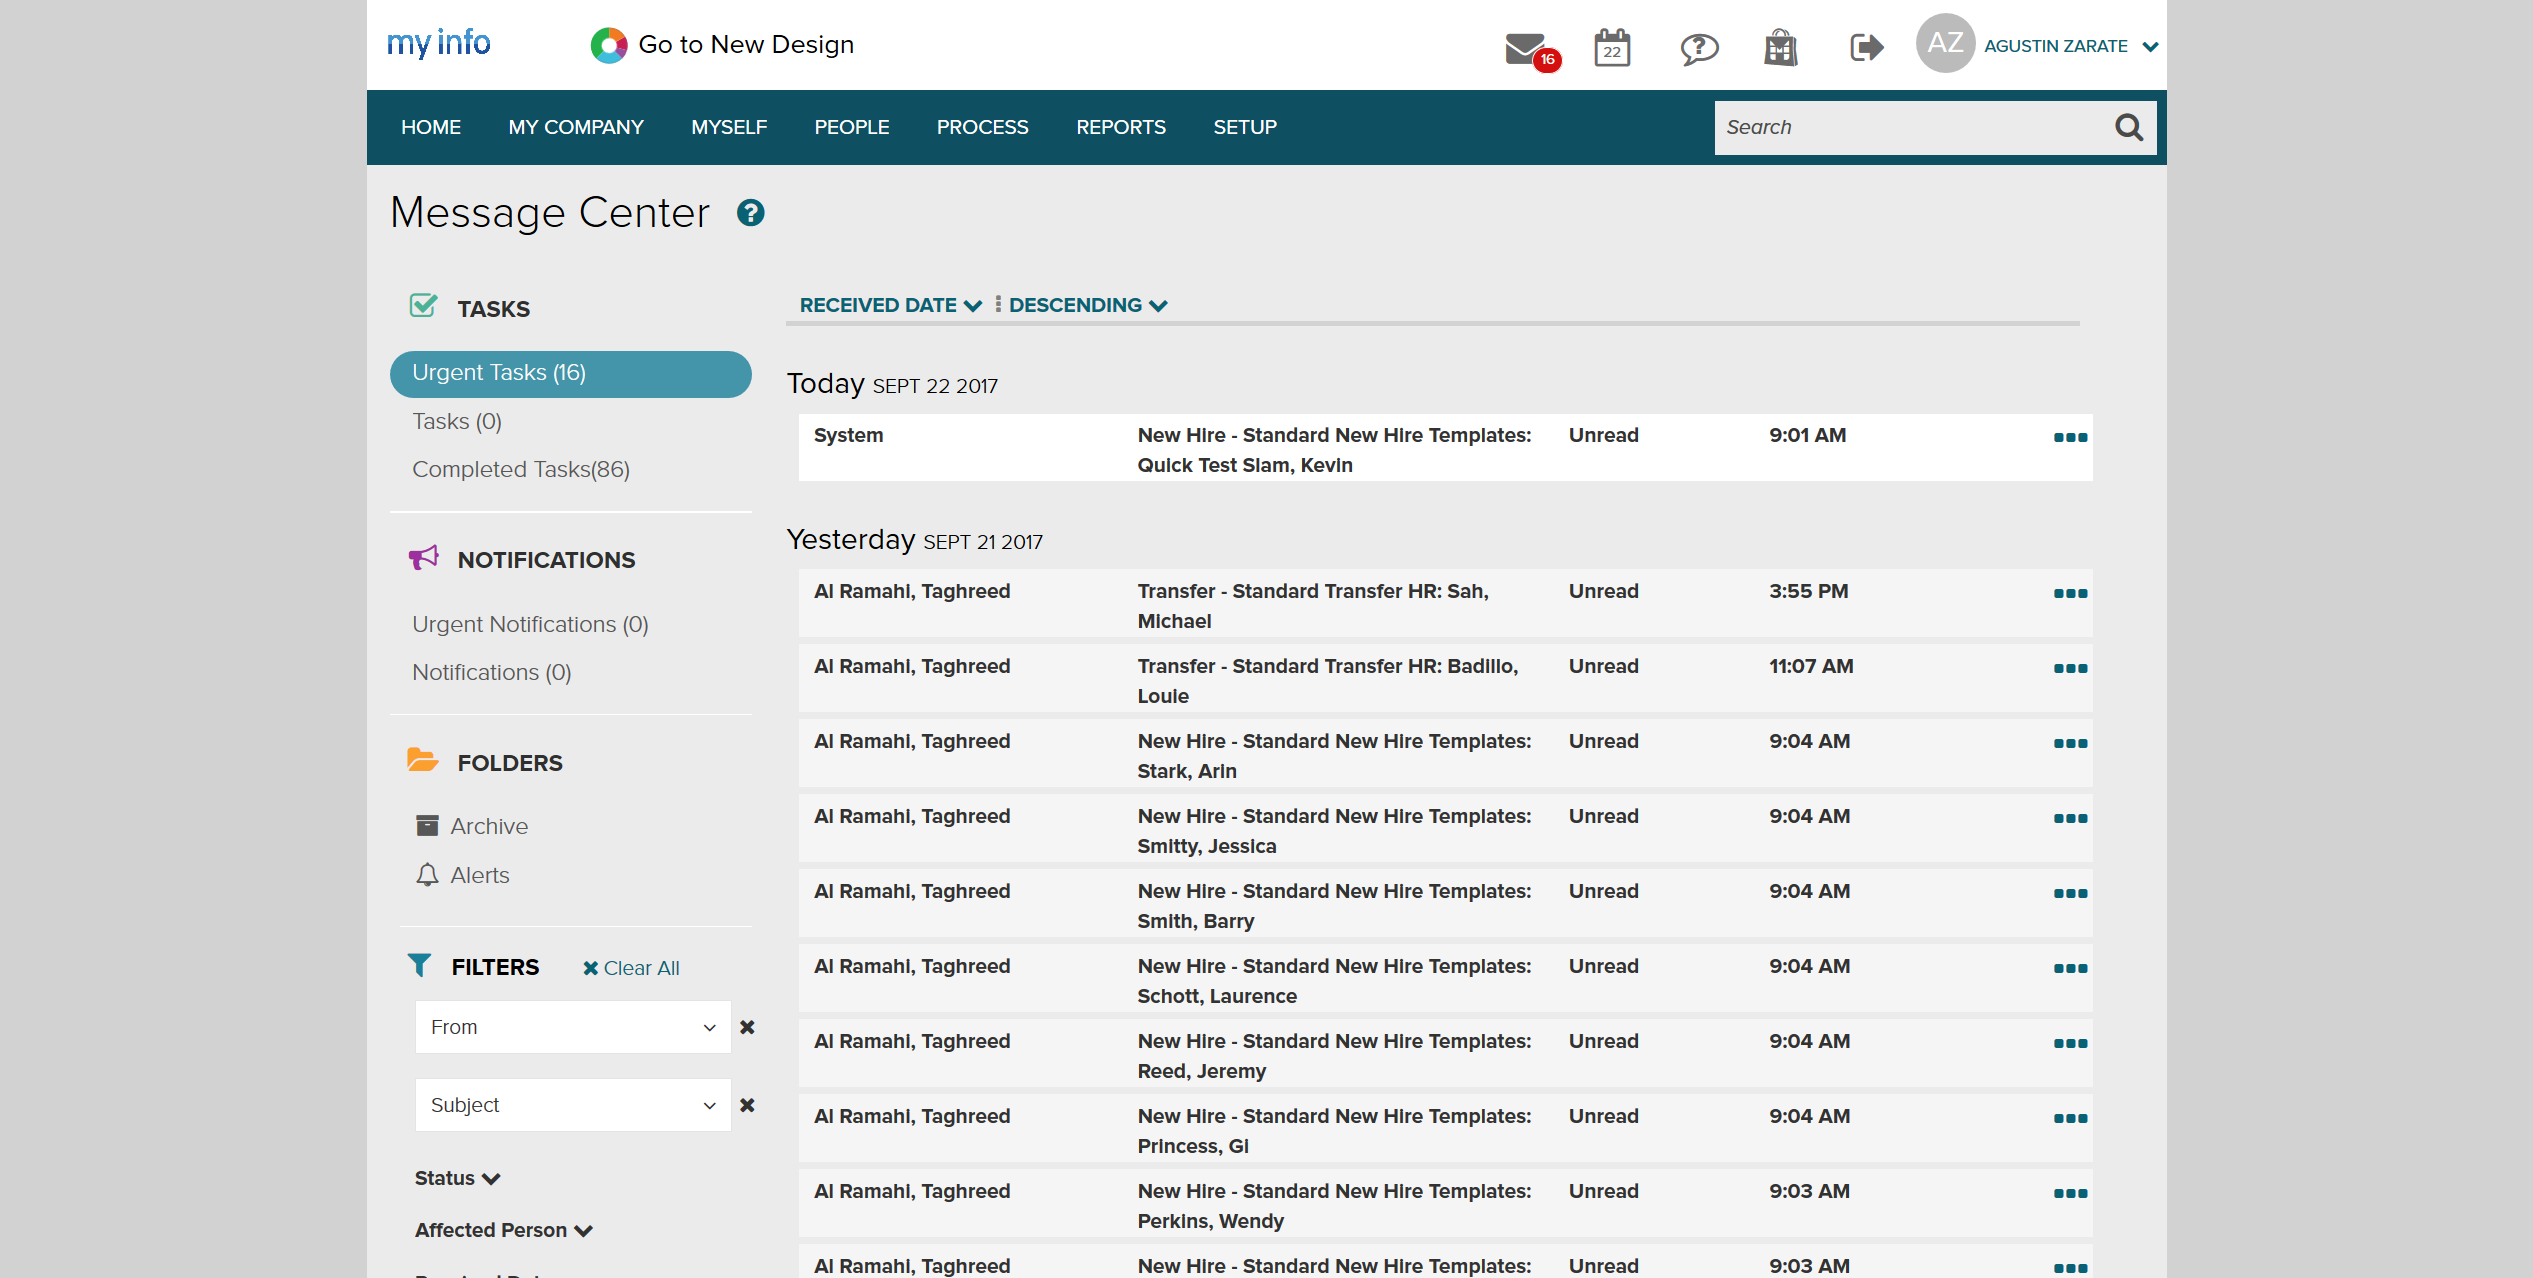 my info
Go to New Design
16
22
AZ
AGUSTIN ZARATE
HOME
MY COMPANY
MYSELF
PEOPLE
PROCESS
REPORTS
SETUP
Search
Message Center
TASKS
Urgent Tasks (16)
Tasks (0)
Completed Tasks(86)
NOTIFICATIONS
Urgent Notifications (0)
Notifications (0)
FOLDERS
Archive
Alerts
FILTERS
Clear All
From
Subject
Status
Affected Person
RECEIVED DATE
DESCENDING
Today SEPT 22 2017
System
New Hire - Standard New Hire Templates:
Quick Test Slam, Kevin
Unread
9:01 AM
Yesterday SEPT 21 2017
Al Ramahi, Taghreed
Transfer - Standard Transfer HR: Sah,
Michael
Unread
3:55 PM
Al Ramahi, Taghreed
Transfer - Standard Transfer HR: Badillo,
Louie
Unread
11:07 AM
Al Ramahi, Taghreed
New Hire - Standard New Hire Templates:
Stark, Arin
Unread
9:04 AM
Al Ramahi, Taghreed
New Hire - Standard New Hire Templates:
Smitty, Jessica
Unread
9:04 AM
Al Ramahi, Taghreed
New Hire - Standard New Hire Templates:
Smith, Barry
Unread
9:04 AM
Al Ramahi, Taghreed
New Hire - Standard New Hire Templates:
Schott, Laurence
Unread
9:04 AM
Al Ramahi, Taghreed
New Hire - Standard New Hire Templates:
Reed, Jeremy
Unread
9:04 AM
Al Ramahi, Taghreed
New Hire - Standard New Hire Templates:
Princess, Gi
Unread
9:04 AM
Al Ramahi, Taghreed
New Hire - Standard New Hire Templates:
Perkins, Wendy
Unread
9:03 AM
Al Ramahi, Taghreed
New Hire - Standard New Hire Templates:
Unread
9:03 AM